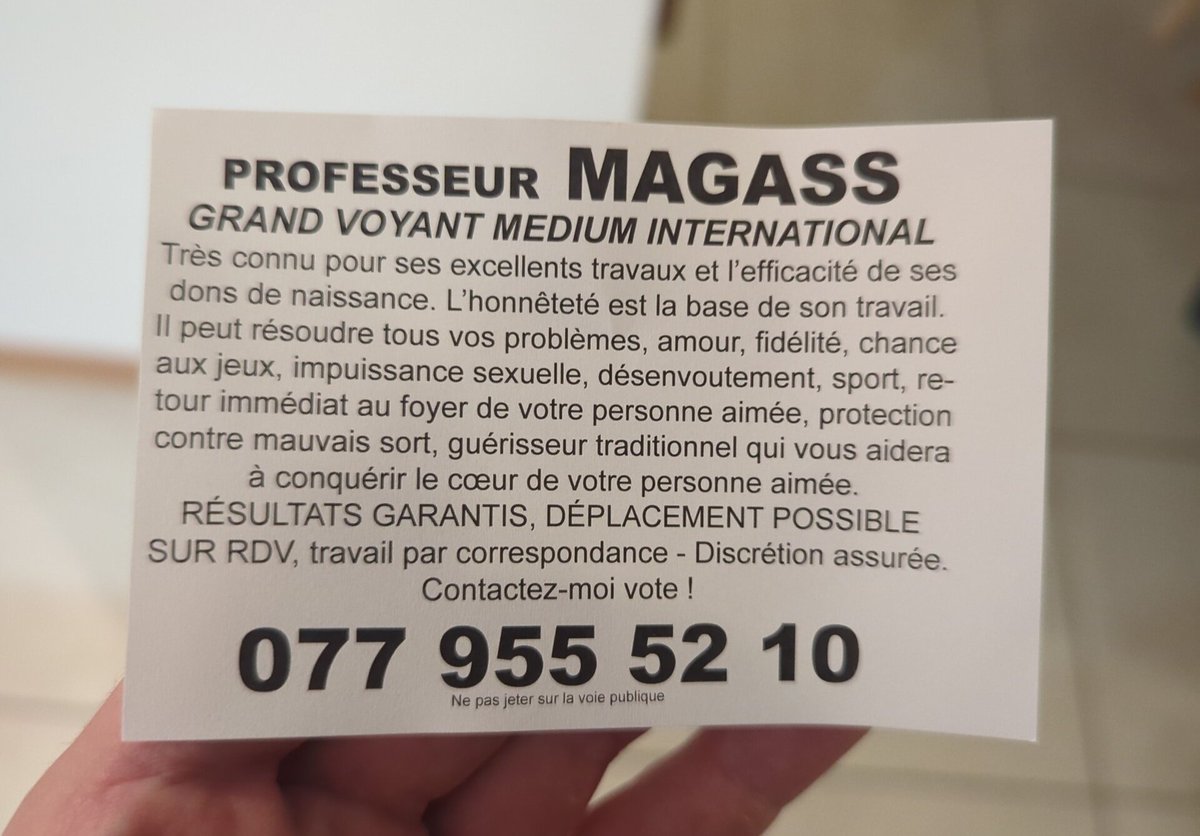 PROFESSEUR MAGASS
GRAND VOYANT MEDIUM INTERNATIONAL
Très connu pour ses excellents travaux et l'efficacité de ses
dons de naissance. L'honnêteté est la base de son travail.
Il peut résoudre tous vos problèmes, amour, fidélité, chance
aux jeux, impuissance sexuelle, désenvoutement, sport, re-
tour immédiat au foyer de votre personne aimée, protection
contre mauvais sort, guérisseur traditionnel qui vous aidera
à conquérir le cœur de votre personne aimée.
RÉSULTATS GARANTIS, DÉPLACEMENT POSSIBLE
SUR RDV, travail par correspondance - Discrétion assurée.
Contactez-moi vote !
077 955 52 10
Ne pas jeter sur la voie publique